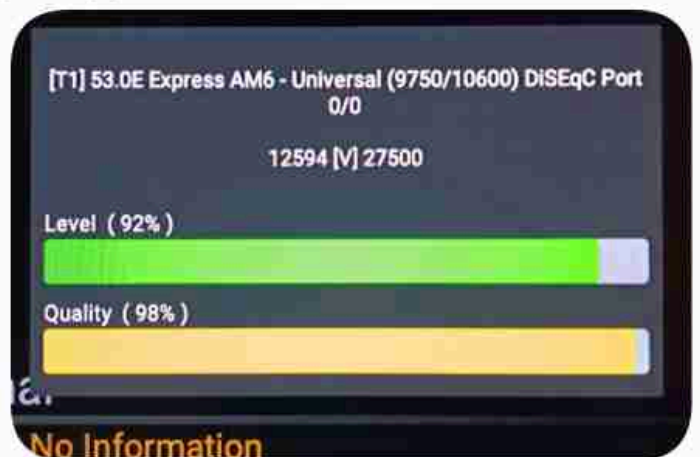 [T1] 53.0E Express AM6 - Universal (9750/10600) DiSEqC Port
0/0
12594 [V] 27500
Level ( 92% )
Quality ( 98% )
No Information